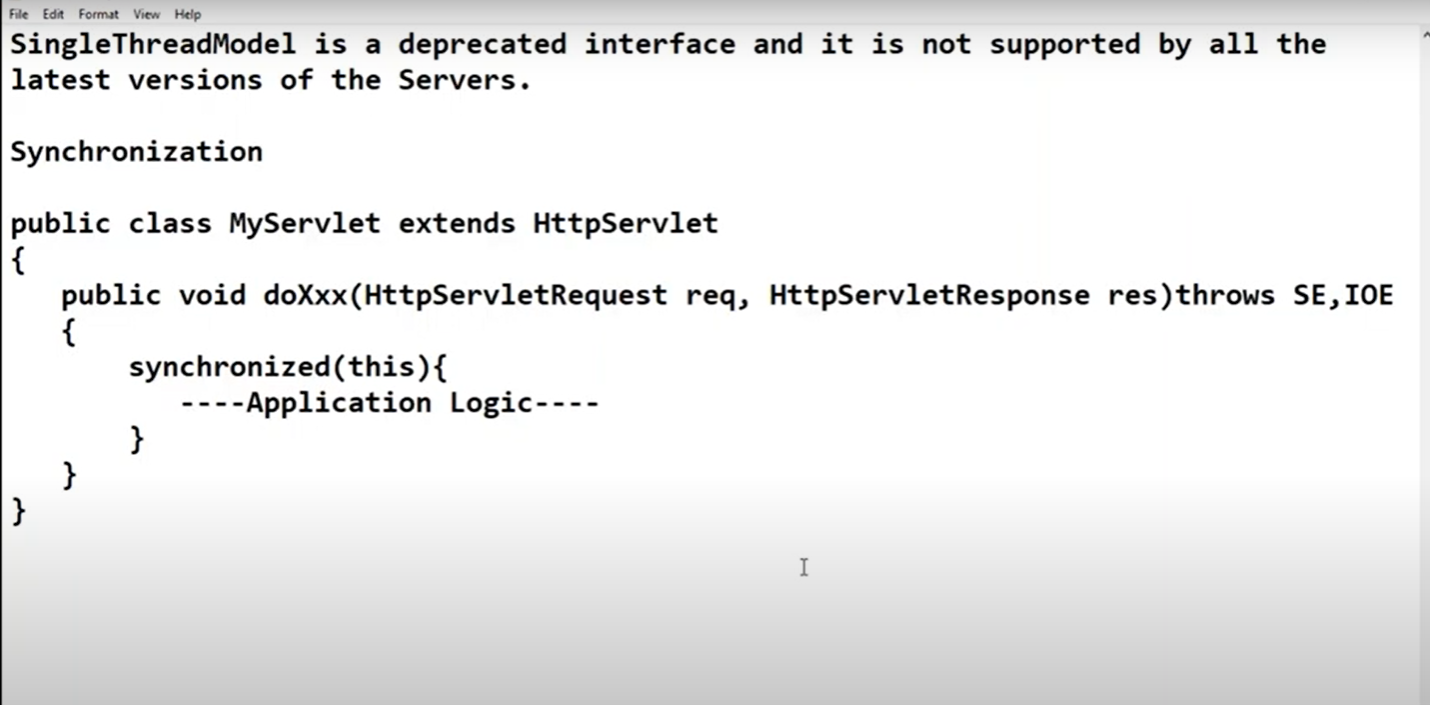 File Edit Format View Help
SingleThreadModel is a deprecated interface and it is not supported by all the
latest versions of the Servers.
Synchronization
public class MyServlet extends HttpServlet
{
public void doXxx(HttpServletRequest req, HttpServletResponse res)throws SE,IOE
{
synchronized(this){
----Application Logic----
}
}
}